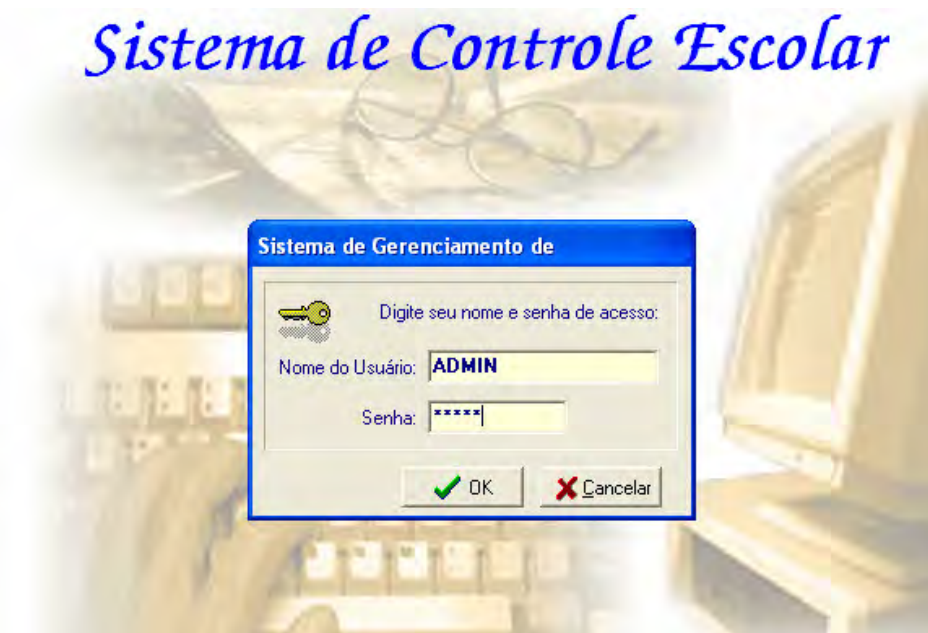 Sistema de Controle Escolar
Sistema de Gerenciamento de
Digite seu nome e senha de acesso:
Nome do Usuário: ADMIN
Senha: *****
OK Cancelar